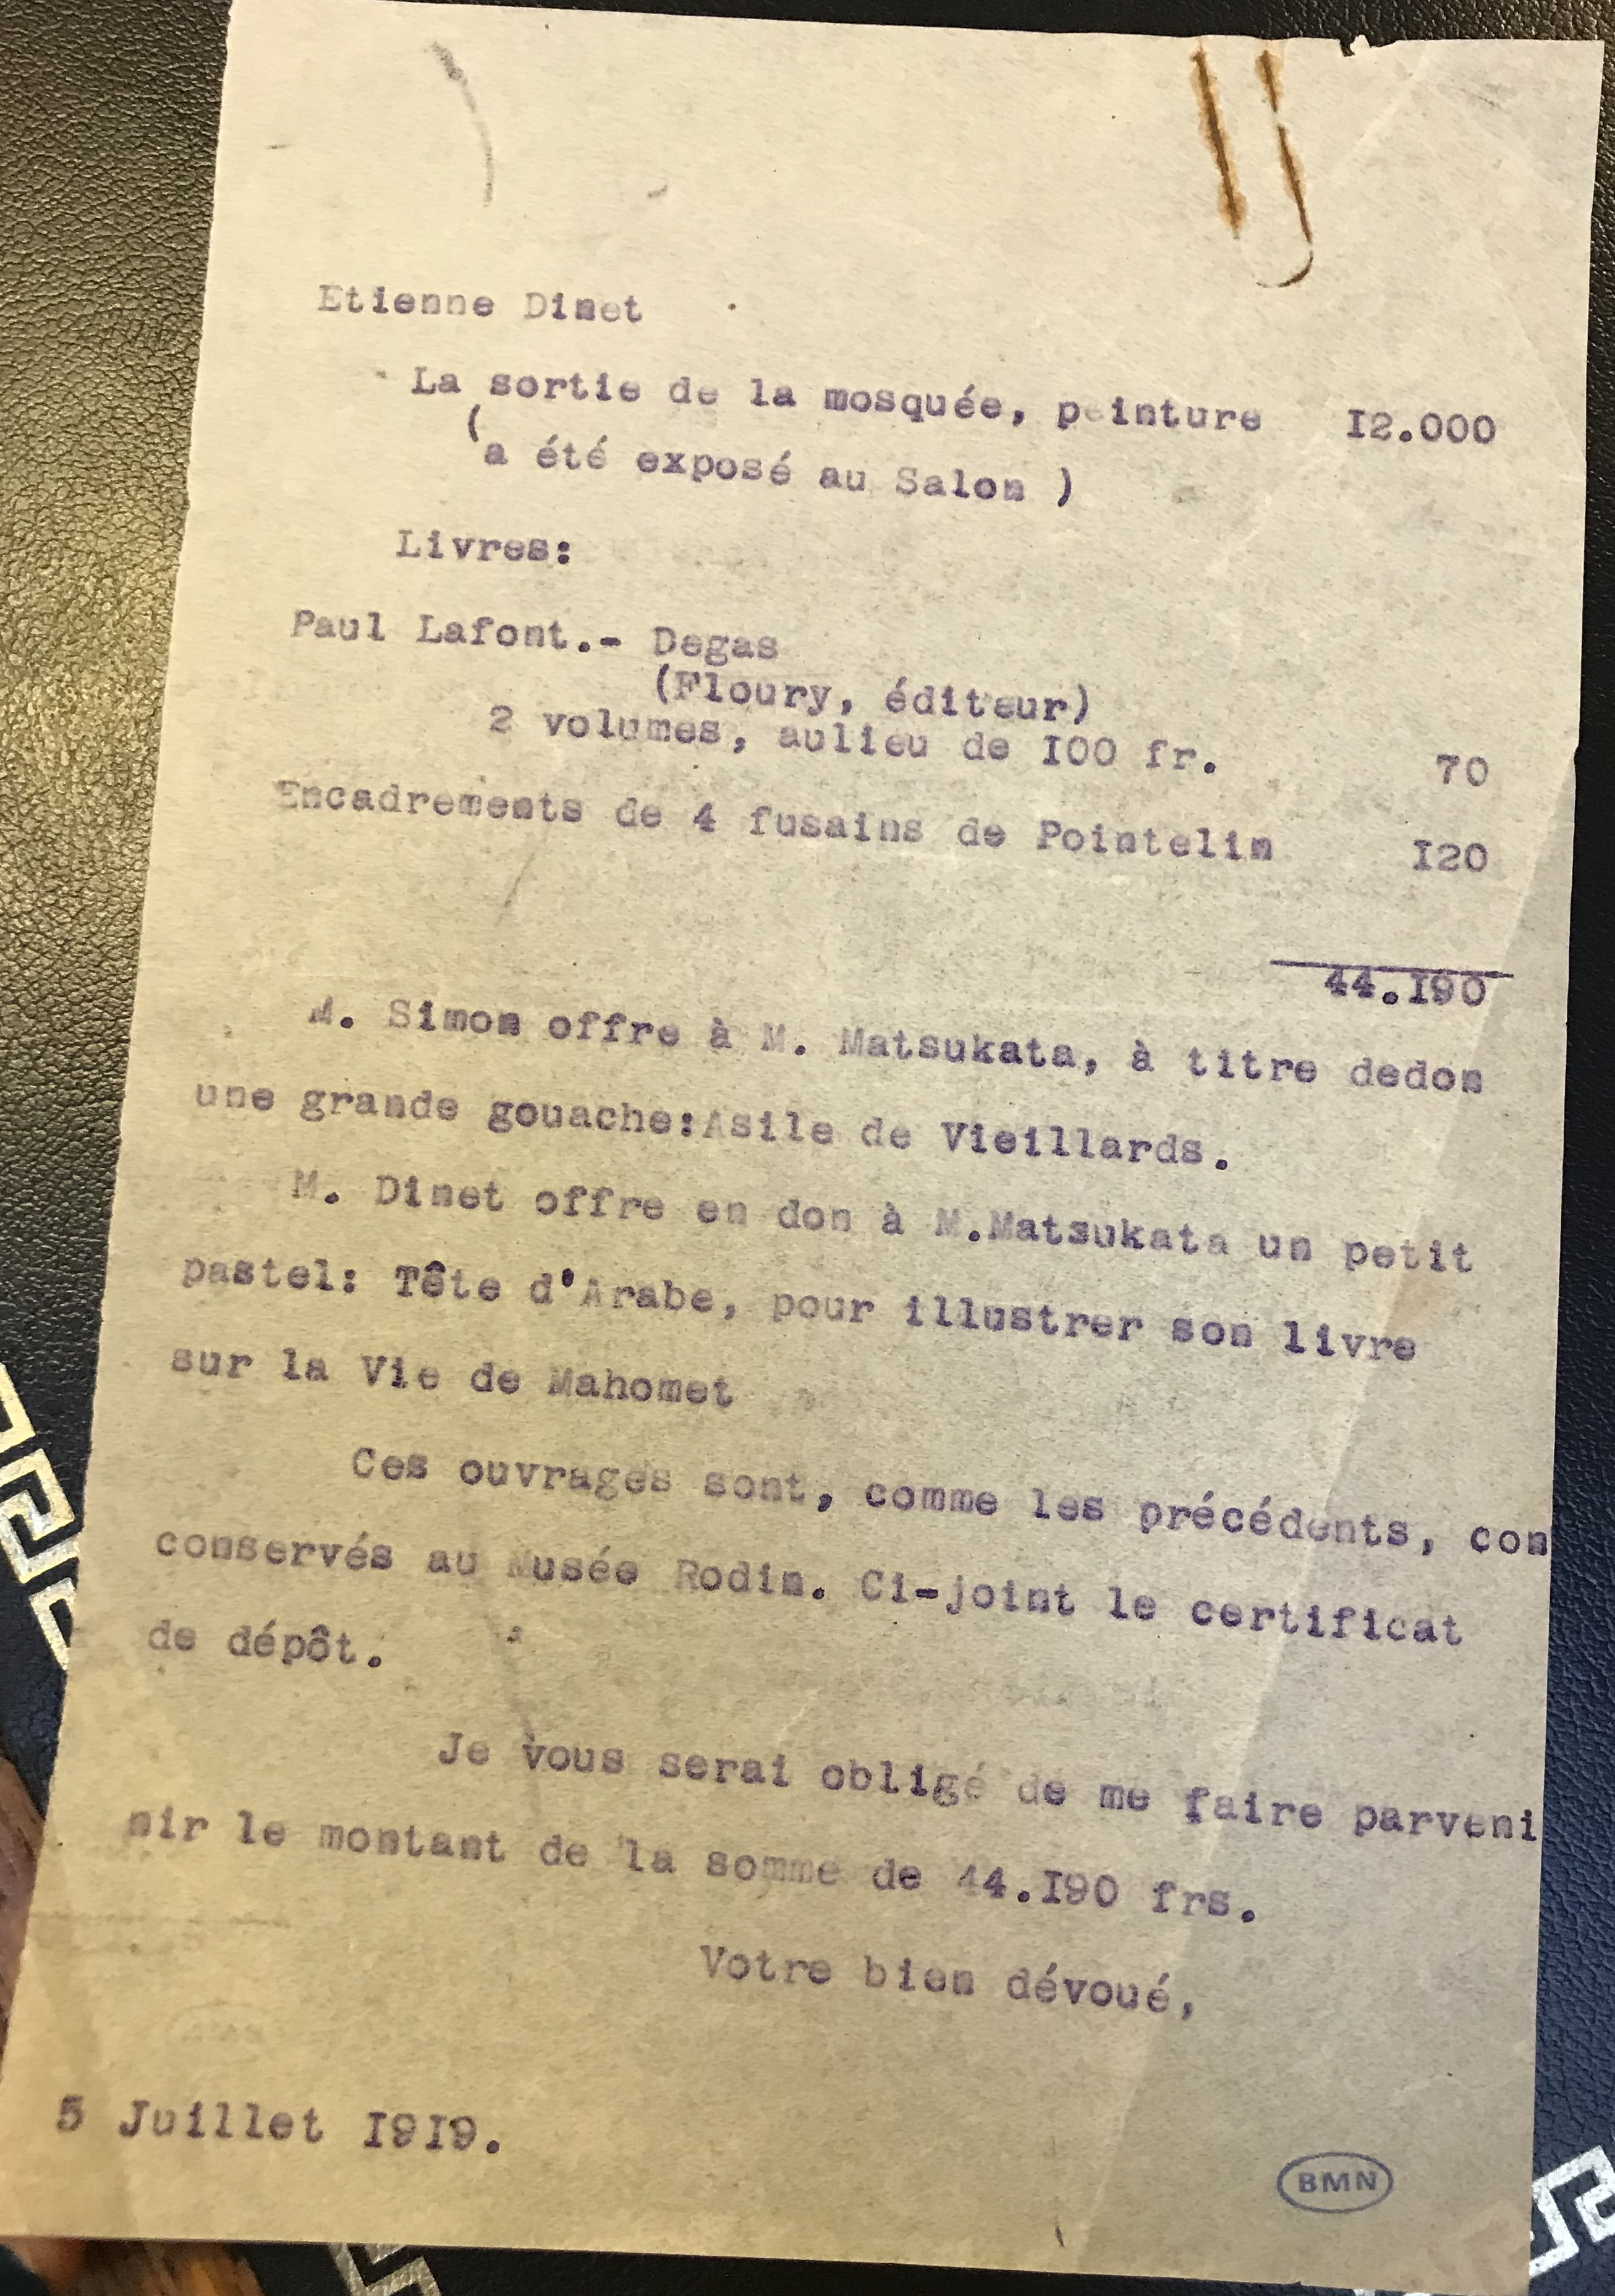 Etienne Dinet
La sortie de la mosquée, peinture I2.000
(a été exposé au Salon )
Livres:
Paul Lafont.- Degas
(Floury, éditeur)
2 volumes, aulieu de I00 fr. 70
Encadrements de 4 fusains de Pointelin I20
44.I90
M. Simon offre à M. Matsukata, à titre dedon
une grande gouache:Asile de Vieillards.
M. Dinet offre en don à M.Matsukata un petit
pastel: Tête d'Arabe, pour illustrer son livre
sur la Vie de Mahomet
Ces ouvrages sont, comme les précédents, con
conservés au Musée Rodin. Ci-joint le certificat
de dépôt.
Je vous serai obligé de me faire parveni
nir le montant de la somme de 44.I90 frs.
Votre bien dévoué,
5 Juillet I9I9.
BMN